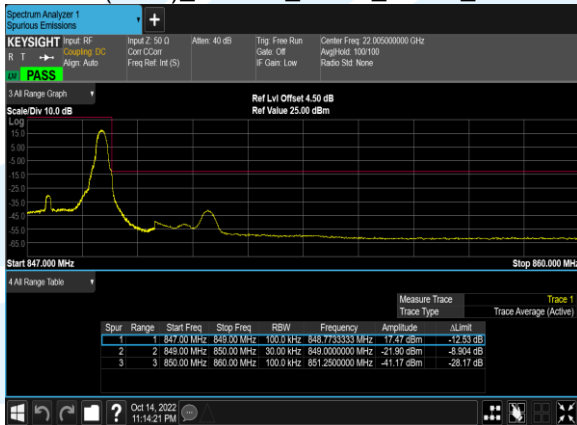 Spectrum Analyzer 1
Spurious Emissions
KEYSIGHT Input: RF Input Z: 50 Ω Atten: 40 dB Trig: Free Run Center Freq: 22.005000000 GHz
R T Coupling: DC Corr CCorr Gate: Off Avg|Hold: 100/100
Align: Auto Freq Ref: Int (S) IF Gain: Low Radio Std: None
PASS
3 All Range Graph
Ref Lvl Offset 4.50 dB
Scale/Div 10.0 dB Ref Value 25.00 dBm
Log
15.0
5.00
-5.00
-15.0
-25.0
-35.0
-45.0
-55.0
-65.0
Start 847.000 MHz Stop 860.000 MHz
4 All Range Table
Measure Trace Trace 1
Trace Type Trace Average (Active)
Spur Range Start Freq Stop Freq RBW Frequency Amplitude ΔLimit
1 1 847.00 MHz 849.00 MHz 100.0 kHz 848.7733333 MHz 17.47 dBm -12.53 dB
2 2 849.00 MHz 850.00 MHz 30.00 kHz 849.0000000 MHz -21.90 dBm -8.904 dB
3 3 850.00 MHz 860.00 MHz 100.0 kHz 851.2500000 MHz -41.17 dBm -28.17 dB
? Oct 14, 2022
11:14:21 PM